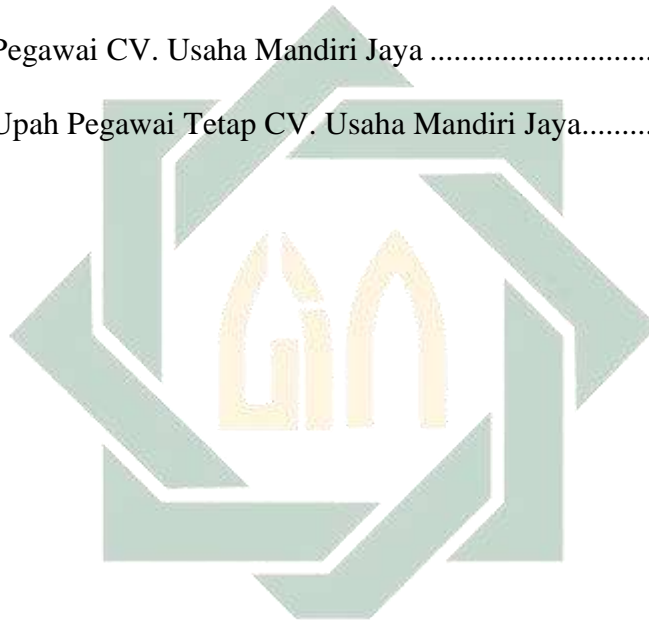 Pegawai CV. Usaha Mandiri Jaya ............................
Upah Pegawai Tetap CV. Usaha Mandiri Jaya.........